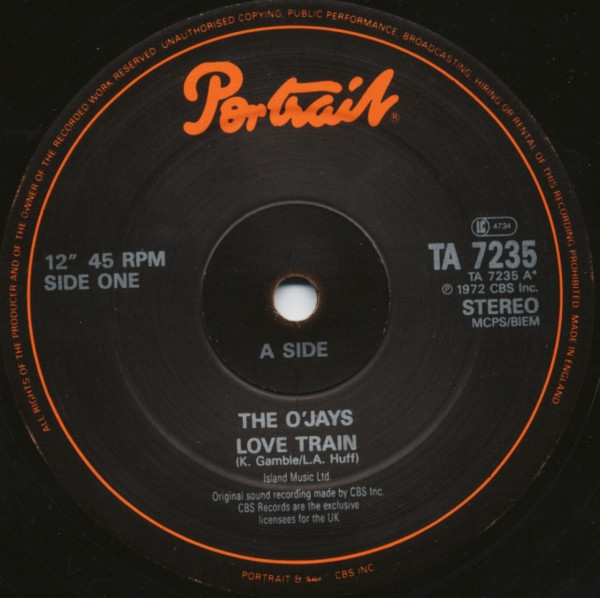 ALL RIGHTS OF THE PRODUCER AND OF THE OWNER OF THE RECORDED WORK RESERVED. UNAUTHORISED COPYING, PUBLIC PERFORMANCE, BROADCASTING, HIRING OR RENTAL OF THIS RECORDING PROHIBITED. MADE IN ENGLAND.
Portrait®
12" 45 RPM
SIDE ONE
LC 4734
TA 7235
TA 7235 A*
℗ 1972 CBS Inc.
STEREO
MCPS/BIEM
A SIDE
THE O'JAYS
LOVE TRAIN
(K. Gamble/L.A. Huff)
Island Music Ltd.
Original sound recording made by CBS Inc.
CBS Records are the exclusive
licensees for the UK
PORTRAIT & CBS INC.